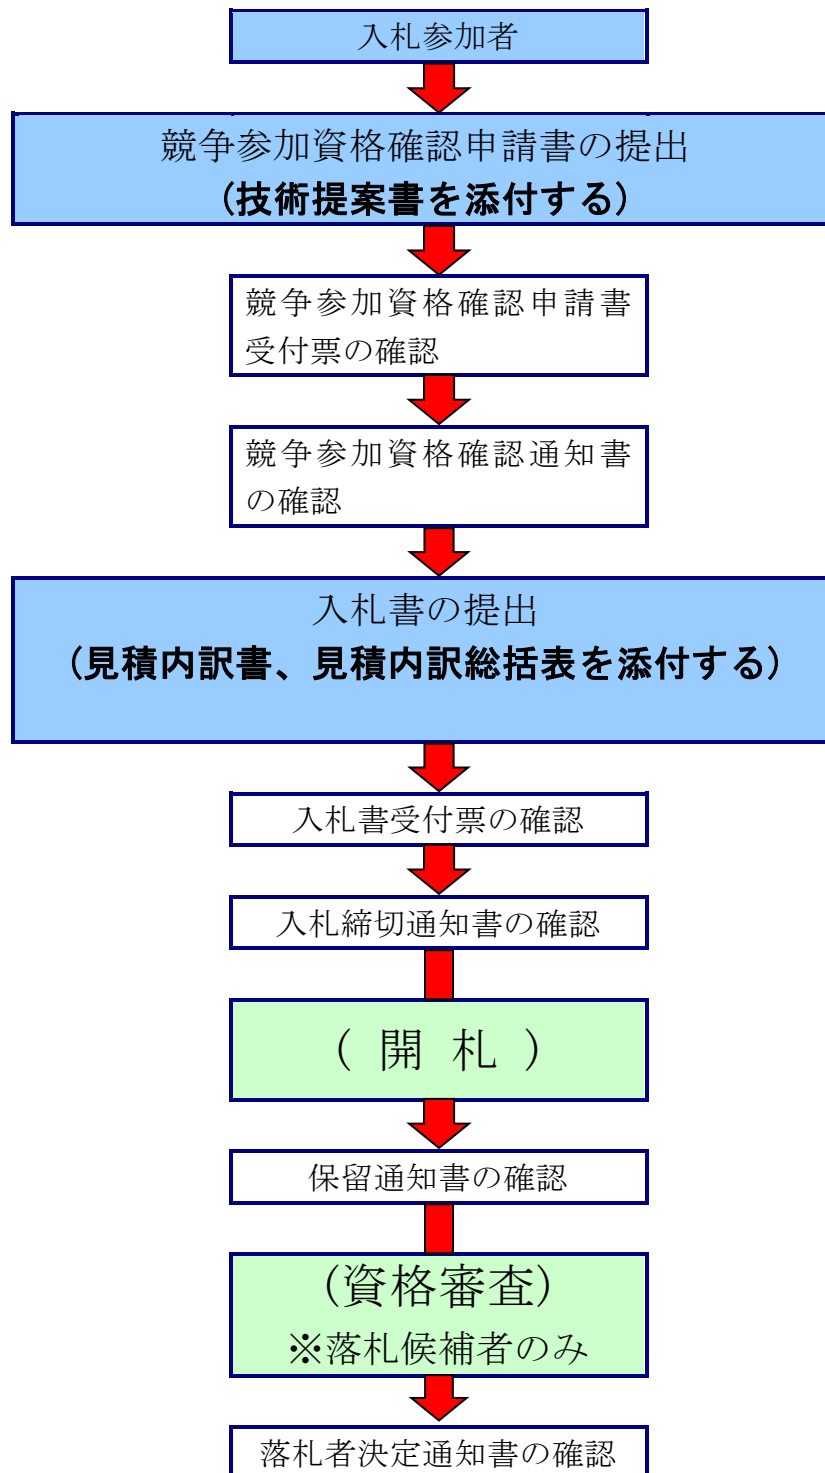 入札参加者
競争参加資格確認申請書の提出
(技術提案書を添付する)
競争参加資格確認申請書
受付票の確認
競争参加資格確認通知書
の確認
入札書の提出
(見積内訳書、見積内訳総括表を添付する)
入札書受付票の確認
入札締切通知書の確認
( 開 札 )
保留通知書の確認
(資格審査)
※落札候補者のみ
落札者決定通知書の確認